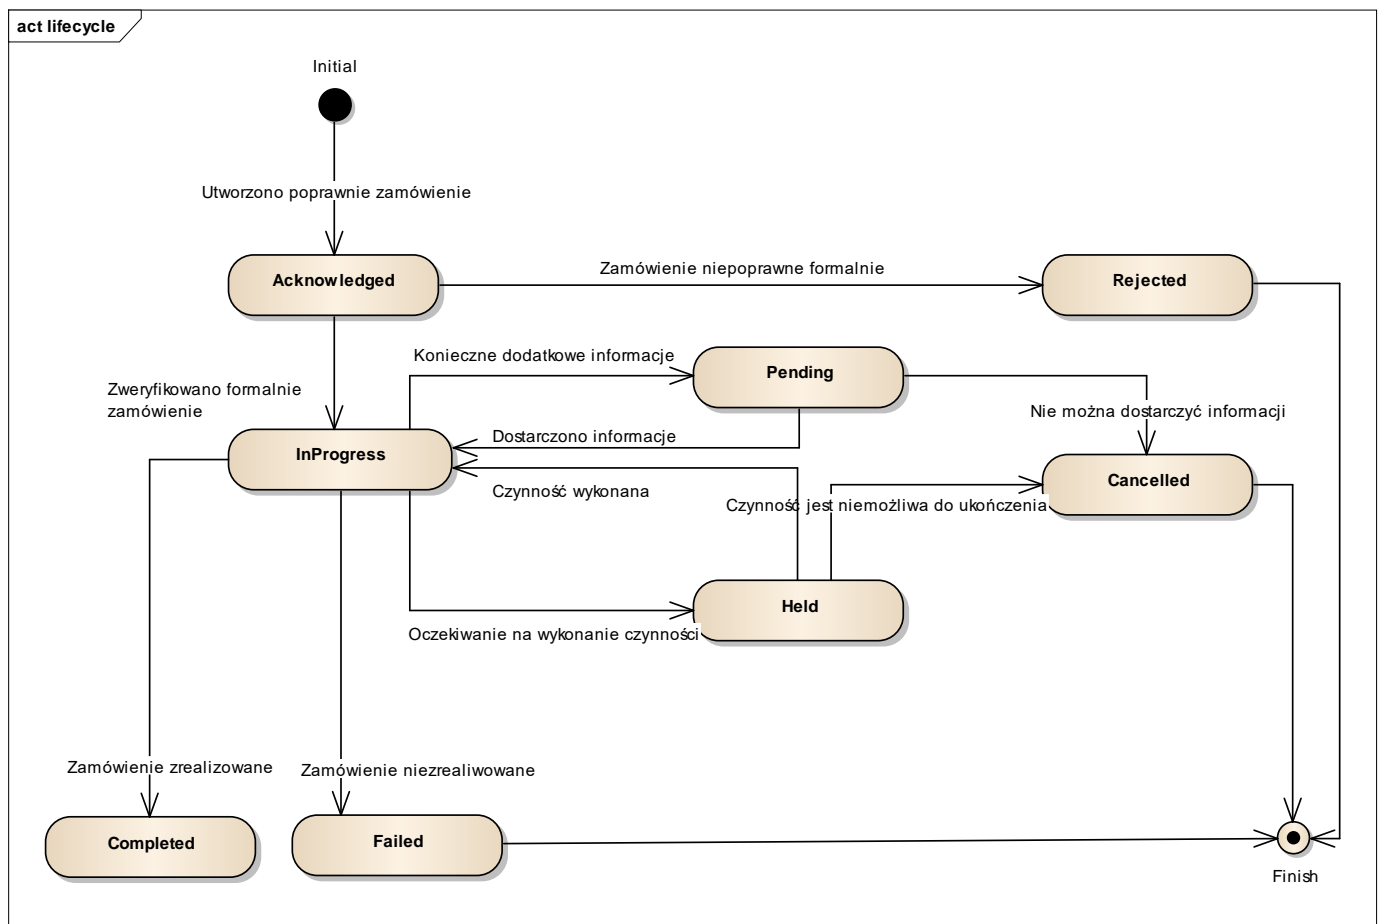 act lifecycle
Initial
Utworzono poprawnie zamówienie
Acknowledged
Zamówienie niepoprawne formalnie
Rejected
Konieczne dodatkowe informacje
Pending
Zweryfikowano formalnie
zamówienie
Nie można dostarczyć informacji
Dostarczono informacje
InProgress
Czynność wykonana
Cancelled
Czynność jest niemożliwa do ukończenia
Held
Oczekiwanie na wykonanie czynności
Zamówienie zrealizowane
Zamówienie niezrealiwowane
Completed
Failed
Finish